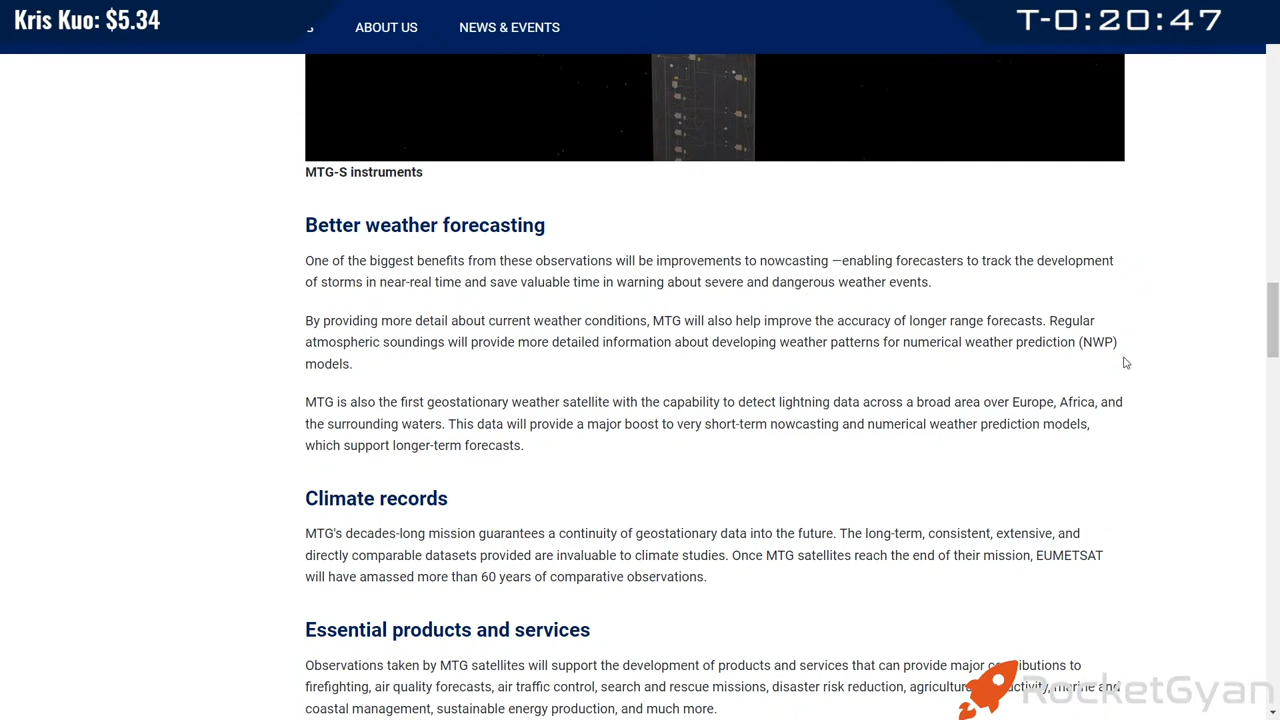 Kris Kuo: $5.34
ABOUT US
NEWS & EVENTS
T-0:20:47
MTG-S instruments
Better weather forecasting
One of the biggest benefits from these observations will be improvements to nowcasting —enabling forecasters to track the development
of storms in near-real time and save valuable time in warning about severe and dangerous weather events.
By providing more detail about current weather conditions, MTG will also help improve the accuracy of longer range forecasts. Regular
atmospheric soundings will provide more detailed information about developing weather patterns for numerical weather prediction (NWP)
models.
MTG is also the first geostationary weather satellite with the capability to detect lightning data across a broad area over Europe, Africa, and
the surrounding waters. This data will provide a major boost to very short-term nowcasting and numerical weather prediction models,
which support longer-term forecasts.
Climate records
MTG's decades-long mission guarantees a continuity of geostationary data into the future. The long-term, consistent, extensive, and
directly comparable datasets provided are invaluable to climate studies. Once MTG satellites reach the end of their mission, EUMETSAT
will have amassed more than 60 years of comparative observations.
Essential products and services
Observations taken by MTG satellites will support the development of products and services that can provide major to
firefighting, air quality forecasts, air traffic control, search and rescue missions, disaster risk reduction, and
coastal management, sustainable energy production, and much more.
RocketGyan